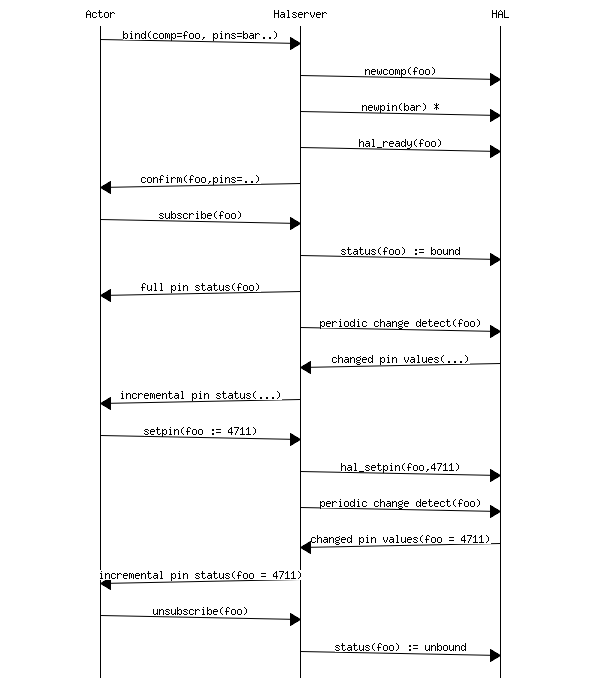 Actor Halserver HAL
bind(comp=foo, pins=bar..)
newcomp(foo)
newpin(bar) *
hal_ready(foo)
confirm(foo,pins=..)
subscribe(foo)
status(foo) := bound
full pin status(foo)
periodic change detect(foo)
changed pin values(...)
incremental pin status(...)
setpin(foo := 4711)
hal_setpin(foo,4711)
periodic change detect(foo)
changed pin values(foo = 4711)
incremental pin status(foo = 4711)
unsubscribe(foo)
status(foo) := unbound